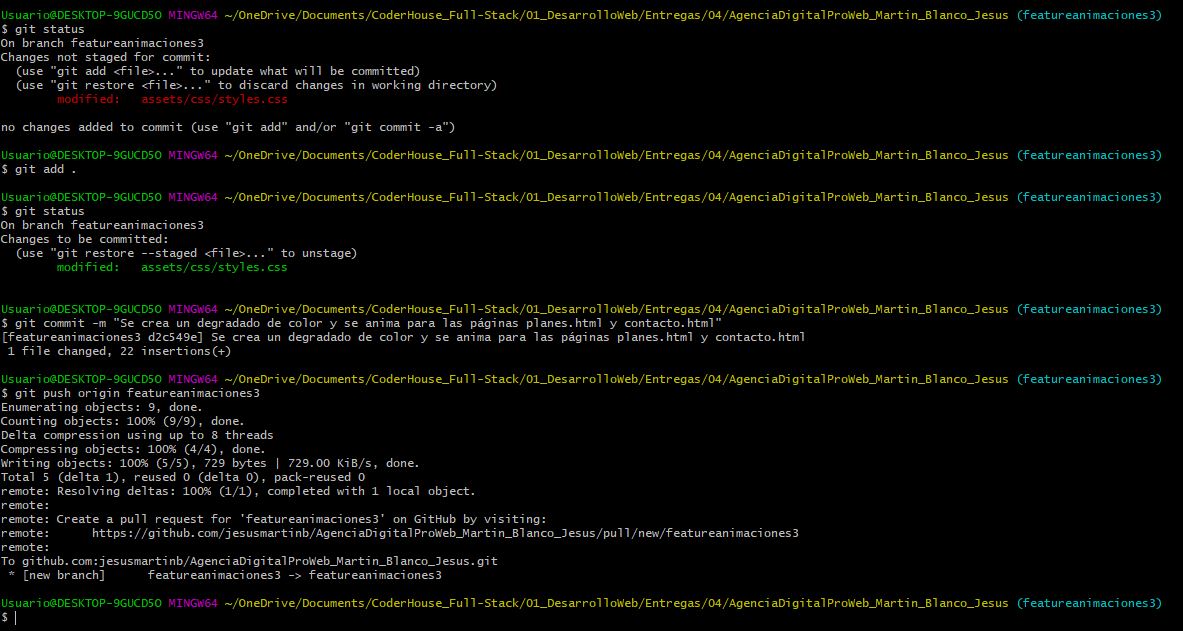 Usuario@DESKTOP-9GUCD5O MINGW64 ~/OneDrive/Documents/CoderHouse_Full-Stack/01_DesarrolloWeb/Entregas/04/AgenciaDigitalProWeb_Martin_Blanco_Jesus (featureanimaciones3)
$ git status
On branch featureanimaciones3
Changes not staged for commit:
  (use "git add <file>..." to update what will be committed)
  (use "git restore <file>..." to discard changes in working directory)
        modified:   assets/css/styles.css

no changes added to commit (use "git add" and/or "git commit -a")

Usuario@DESKTOP-9GUCD5O MINGW64 ~/OneDrive/Documents/CoderHouse_Full-Stack/01_DesarrolloWeb/Entregas/04/AgenciaDigitalProWeb_Martin_Blanco_Jesus (featureanimaciones3)
$ git add .

Usuario@DESKTOP-9GUCD5O MINGW64 ~/OneDrive/Documents/CoderHouse_Full-Stack/01_DesarrolloWeb/Entregas/04/AgenciaDigitalProWeb_Martin_Blanco_Jesus (featureanimaciones3)
$ git status
On branch featureanimaciones3
Changes to be committed:
  (use "git restore --staged <file>..." to unstage)
        modified:   assets/css/styles.css

Usuario@DESKTOP-9GUCD5O MINGW64 ~/OneDrive/Documents/CoderHouse_Full-Stack/01_DesarrolloWeb/Entregas/04/AgenciaDigitalProWeb_Martin_Blanco_Jesus (featureanimaciones3)
$ git commit -m "Se crea un degradado de color y se anima para las páginas planes.html y contacto.html"
[featureanimaciones3 d2c549e] Se crea un degradado de color y se anima para las páginas planes.html y contacto.html
 1 file changed, 22 insertions(+)

Usuario@DESKTOP-9GUCD5O MINGW64 ~/OneDrive/Documents/CoderHouse_Full-Stack/01_DesarrolloWeb/Entregas/04/AgenciaDigitalProWeb_Martin_Blanco_Jesus (featureanimaciones3)
$ git push origin featureanimaciones3
Enumerating objects: 9, done.
Counting objects: 100% (9/9), done.
Delta compression using up to 8 threads
Compressing objects: 100% (4/4), done.
Writing objects: 100% (5/5), 729 bytes | 729.00 KiB/s, done.
Total 5 (delta 1), reused 0 (delta 0), pack-reused 0
remote: Resolving deltas: 100% (1/1), completed with 1 local object.
remote:
remote: Create a pull request for 'featureanimaciones3' on GitHub by visiting:
remote:      https://github.com/jesusmartinb/AgenciaDigitalProWeb_Martin_Blanco_Jesus/pull/new/featureanimaciones3
remote:
To github.com:jesusmartinb/AgenciaDigitalProWeb_Martin_Blanco_Jesus.git
 * [new branch]      featureanimaciones3 -> featureanimaciones3

Usuario@DESKTOP-9GUCD5O MINGW64 ~/OneDrive/Documents/CoderHouse_Full-Stack/01_DesarrolloWeb/Entregas/04/AgenciaDigitalProWeb_Martin_Blanco_Jesus (featureanimaciones3)
$